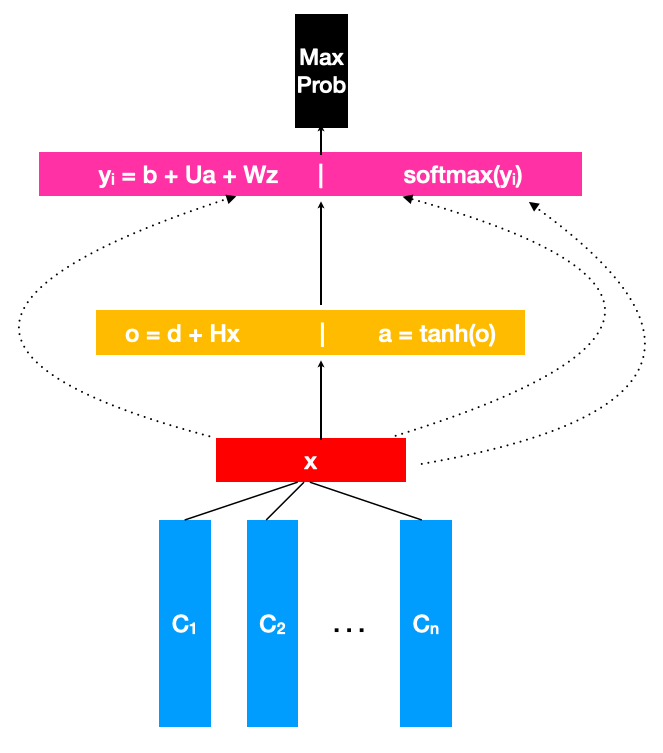 Max
Prob
yᵢ = b + Ua + Wz | softmax(yᵢ)
o = d + Hx | a = tanh(o)
x
C₁ C₂ ... Cₙ